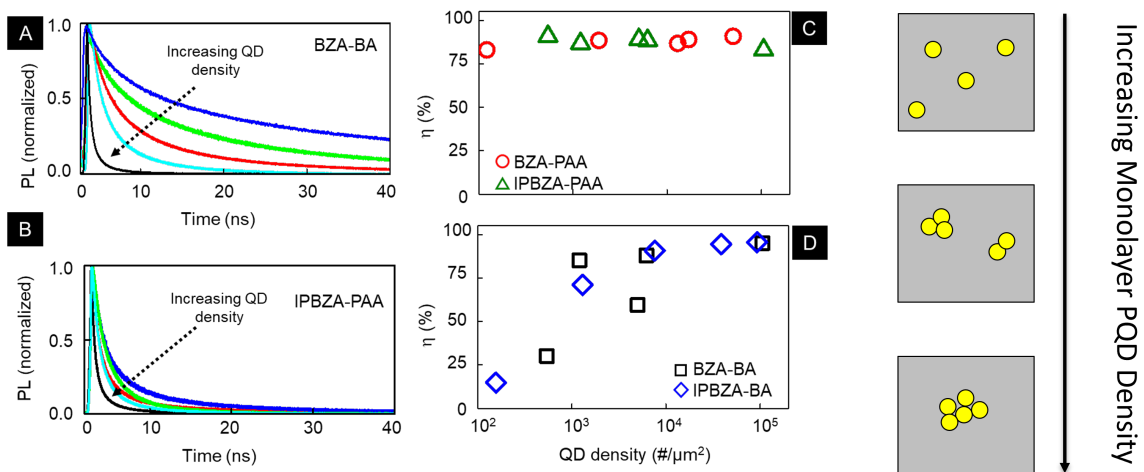 A
1.0
0.5
0.0
PL (normalized)
BZA-BA
Increasing QD
density
0
10
20
30
40
Time (ns)
B
1.0
0.5
0.0
PL (normalized)
IPBZA-PAA
Increasing QD
density
0
10
20
30
40
Time (ns)
C
100
75
50
25
0
η (%)
BZA-PAA
IPBZA-PAA
D
100
75
50
25
0
η (%)
BZA-BA
IPBZA-BA
10²
10³
10⁴
10⁵
QD density (#/µm²)
Increasing Monolayer PQD Density